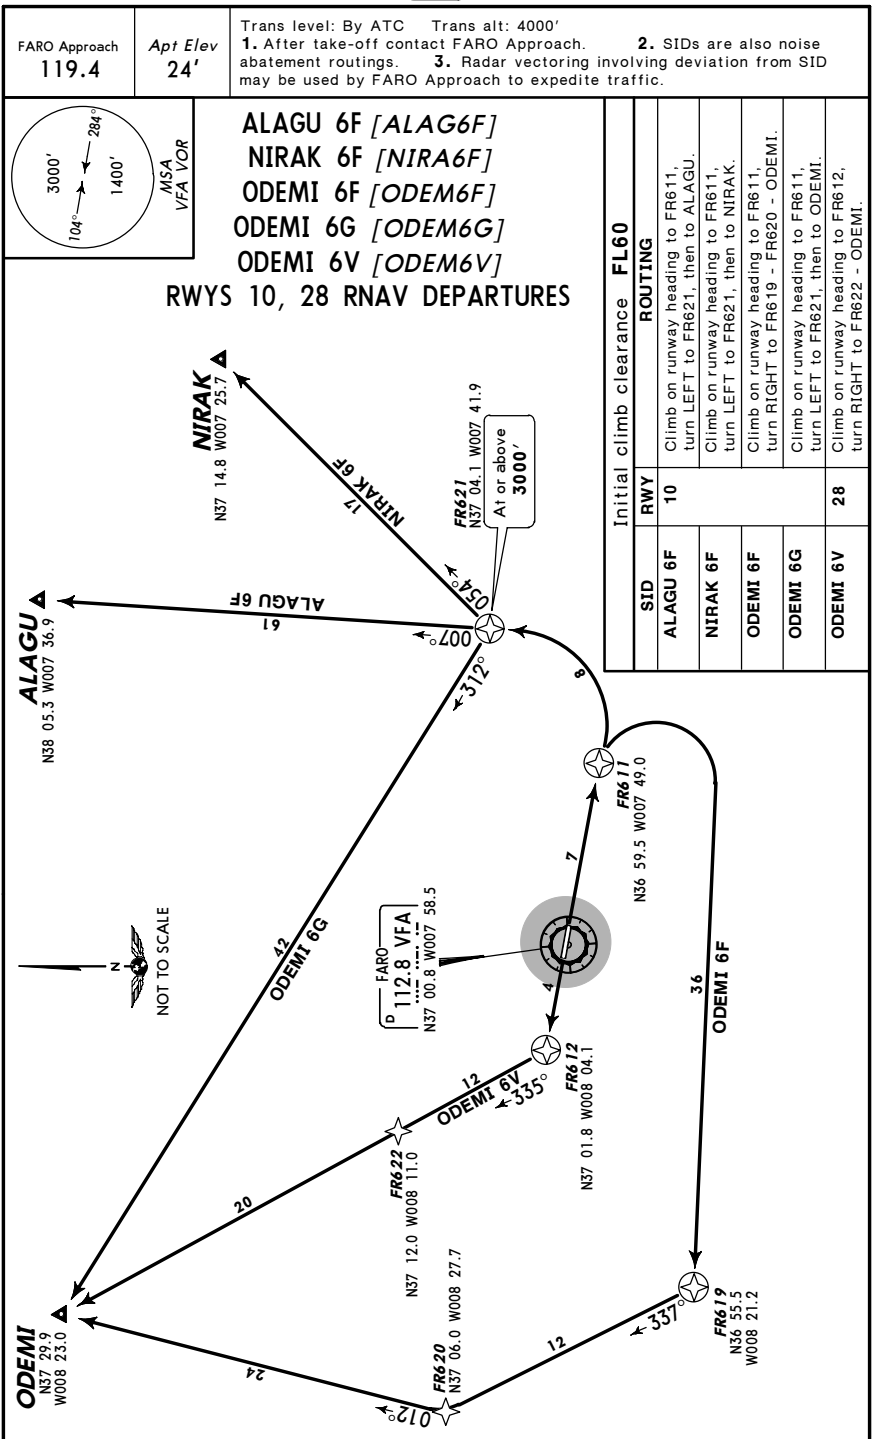 FARO Approach
119.4
Apt Elev
24'
Trans level: By ATC Trans alt: 4000'
1. After take-off contact FARO Approach. 2. SIDs are also noise
abatement routings. 3. Radar vectoring involving deviation from SID
may be used by FARO Approach to expedite traffic.
104°
284°
3000'
1400'
MSA
VFA VOR
ALAGU 6F [ALAG6F]
NIRAK 6F [NIRA6F]
ODEMI 6F [ODEM6F]
ODEMI 6G [ODEM6G]
ODEMI 6V [ODEM6V]
RWYS 10, 28 RNAV DEPARTURES
Initial climb clearance FL60
SID RWY ROUTING
ALAGU 6F 10 Climb on runway heading to FR611,
turn LEFT to FR621, then to ALAGU.
NIRAK 6F Climb on runway heading to FR611,
turn LEFT to FR621, then to NIRAK.
ODEMI 6F Climb on runway heading to FR611,
turn RIGHT to FR619 - FR620 - ODEMI.
ODEMI 6G Climb on runway heading to FR611,
turn LEFT to FR621, then to ODEMI.
ODEMI 6V 28 Climb on runway heading to FR612,
turn RIGHT to FR622 - ODEMI.
NIRAK
N37 14.8 W007 25.7
NIRAK 6F
17
054°
FR621
N37 04.1 W007 41.9
At or above
3000'
ALAGU
N38 05.3 W007 36.9
ALAGU 6F
61
007°
312°
8
FR611
N36 59.5 W007 49.0
7
42
ODEMI 6G
N
NOT TO SCALE
FARO
D 112.8 VFA
N37 00.8 W007 58.5
4
FR612
N37 01.8 W008 04.1
12
ODEMI 6V
335°
FR622
N37 12.0 W008 11.0
20
36
ODEMI 6F
FR619
N36 55.5
W008 21.2
337°
12
FR620
N37 06.0 W008 27.7
012°
24
ODEMI
N37 29.9
W008 23.0